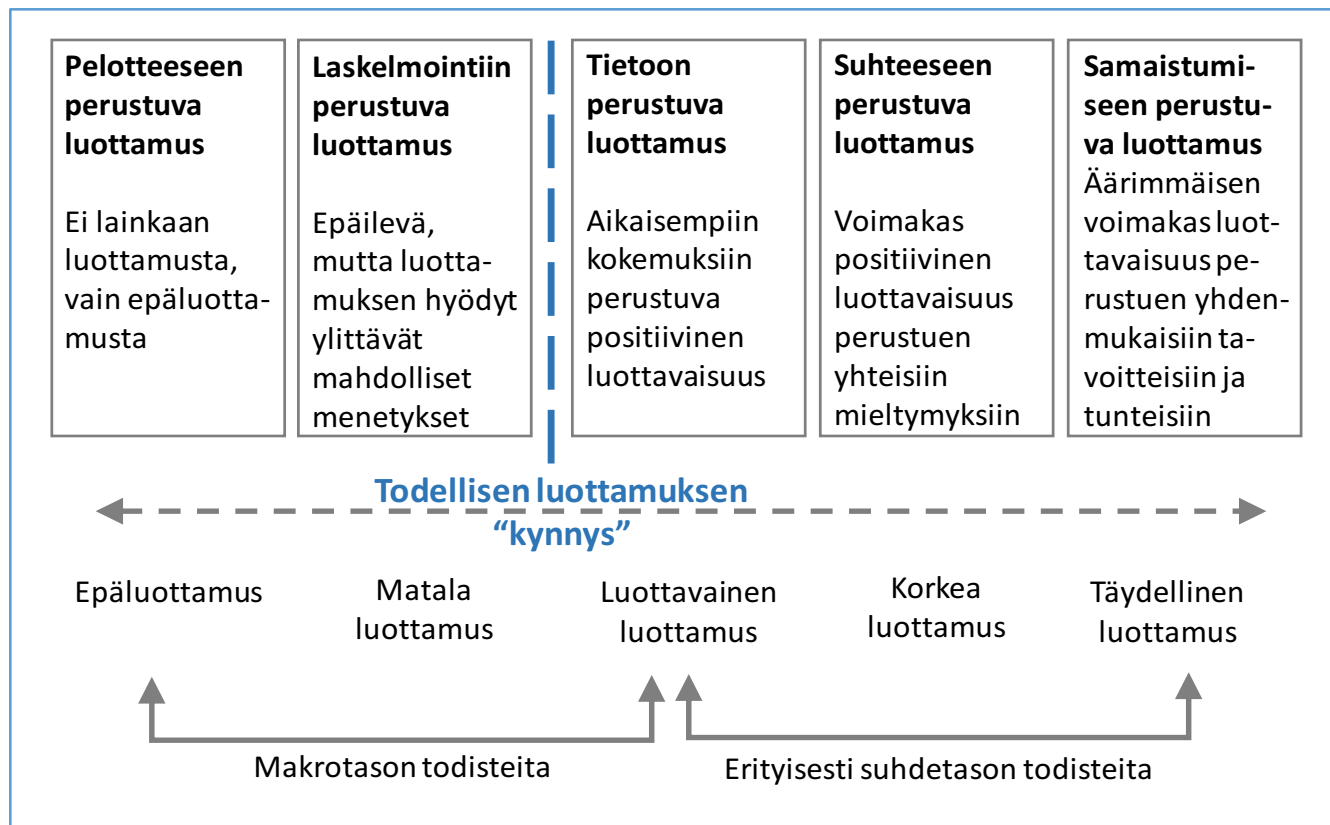 Pelotteeseen
perustuva
luottamus
Ei lainkaan
luottamusta,
vain epäluotta-
musta
Laskelmointiin
perustuva
luottamus
Epäilevä,
mutta luotta-
muksen hyödyt
ylittävät
mahdolliset
menetykset
Tietoon
perustuva
luottamus
Aikaisempiin
kokemuksiin
perustuva
positiivinen
luottavaisuus
Suhteeseen
perustuva
luottamus
Voimakas
positiivinen
luottavaisuus
perustuen
yhteisiin
mieltymyksiin
Samaistumi-
seen perustu-
va luottamus
Äärimmäisen
voimakas luot-
tavaisuus pe-
rustuen yhden-
mukaisiin ta-
voitteisiin ja
tunteisiin
Todellisen luottamuksen
“kynnys”
Epäluottamus
Matala
luottamus
Luottavainen
luottamus
Korkea
luottamus
Täydellinen
luottamus
Makrotason todisteita
Erityisesti suhdetason todisteita